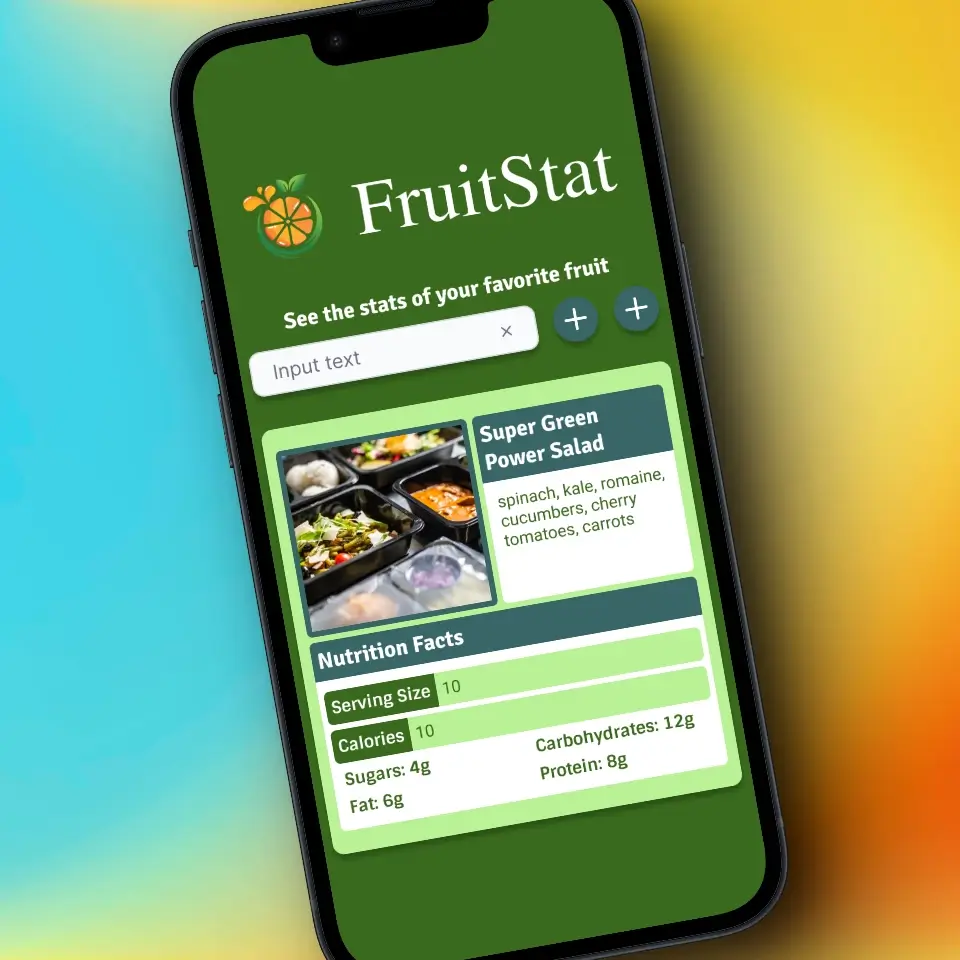 FruitStat
See the stats of your favorite fruit
Input text
Super Green
Power Salad
spinach, kale, romaine,
cucumbers, cherry
tomatoes, carrots
Nutrition Facts
Serving Size 10
Calories 10
Sugars: 4g Carbohydrates: 12g
Fat: 6g Protein: 8g